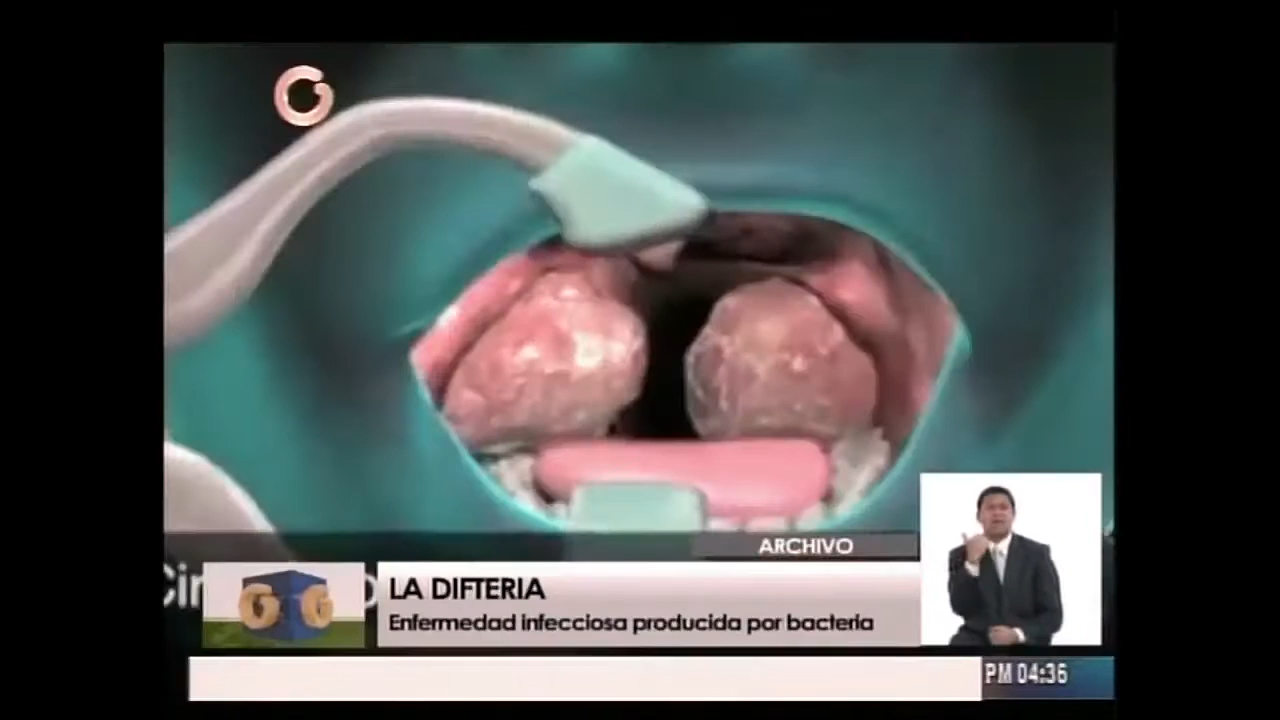 ARCHIVO
LA DIFTERIA
Enfermedad infecciosa producida por bacteria
G G
PM 04:36